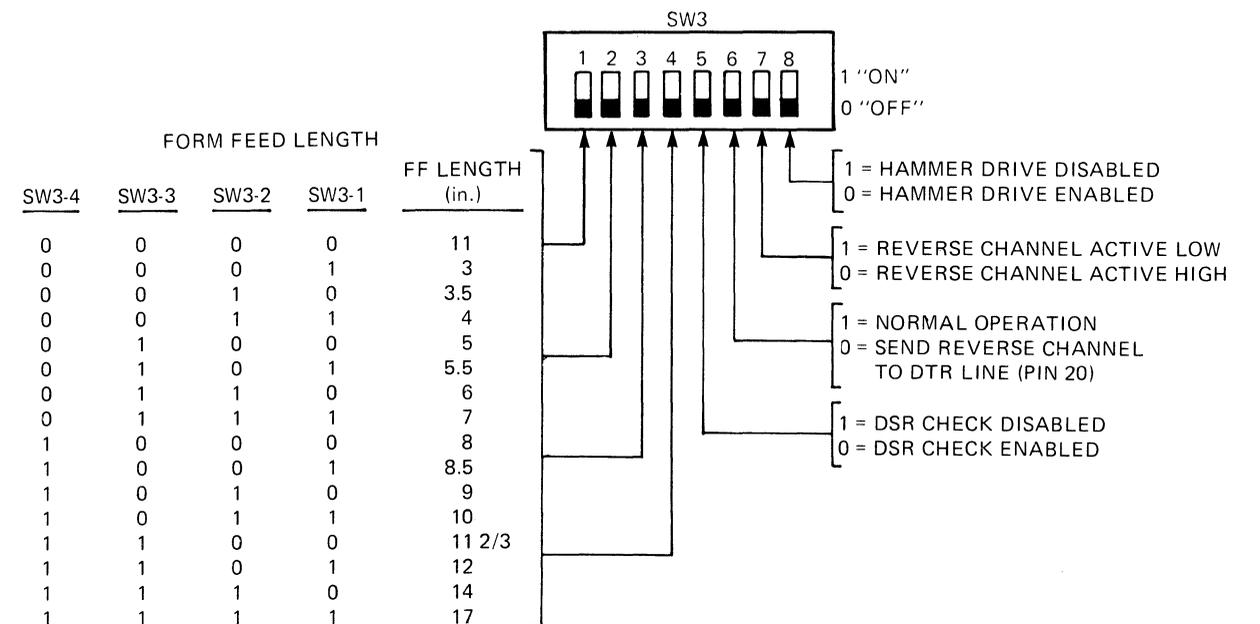 SW3
1 2 3 4 5 6 7 8
1 "ON"
0 "OFF"
FORM FEED LENGTH
SW3-4 SW3-3 SW3-2 SW3-1 FF LENGTH (in.)
0 0 0 0 11
0 0 0 1 3
0 0 1 0 3.5
0 0 1 1 4
0 1 0 0 5
0 1 0 1 5.5
0 1 1 0 6
0 1 1 1 7
1 0 0 0 8
1 0 0 1 8.5
1 0 1 0 9
1 0 1 1 10
1 1 0 0 11 2/3
1 1 0 1 12
1 1 1 0 14
1 1 1 1 17
1 = HAMMER DRIVE DISABLED
0 = HAMMER DRIVE ENABLED
1 = REVERSE CHANNEL ACTIVE LOW
0 = REVERSE CHANNEL ACTIVE HIGH
1 = NORMAL OPERATION
0 = SEND REVERSE CHANNEL
TO DTR LINE (PIN 20)
1 = DSR CHECK DISABLED
0 = DSR CHECK ENABLED